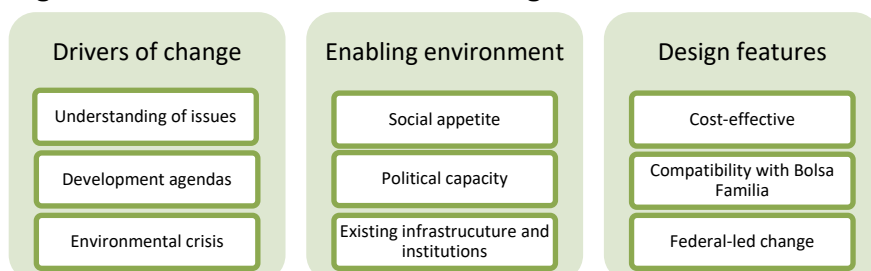 Drivers of change
Understanding of issues
Development agendas
Environmental crisis
Enabling environment
Social appetite
Political capacity
Existing infrastrucuture and
institutions
Design features
Cost-effective
Compatibility with Bolsa
Familia
Federal-led change